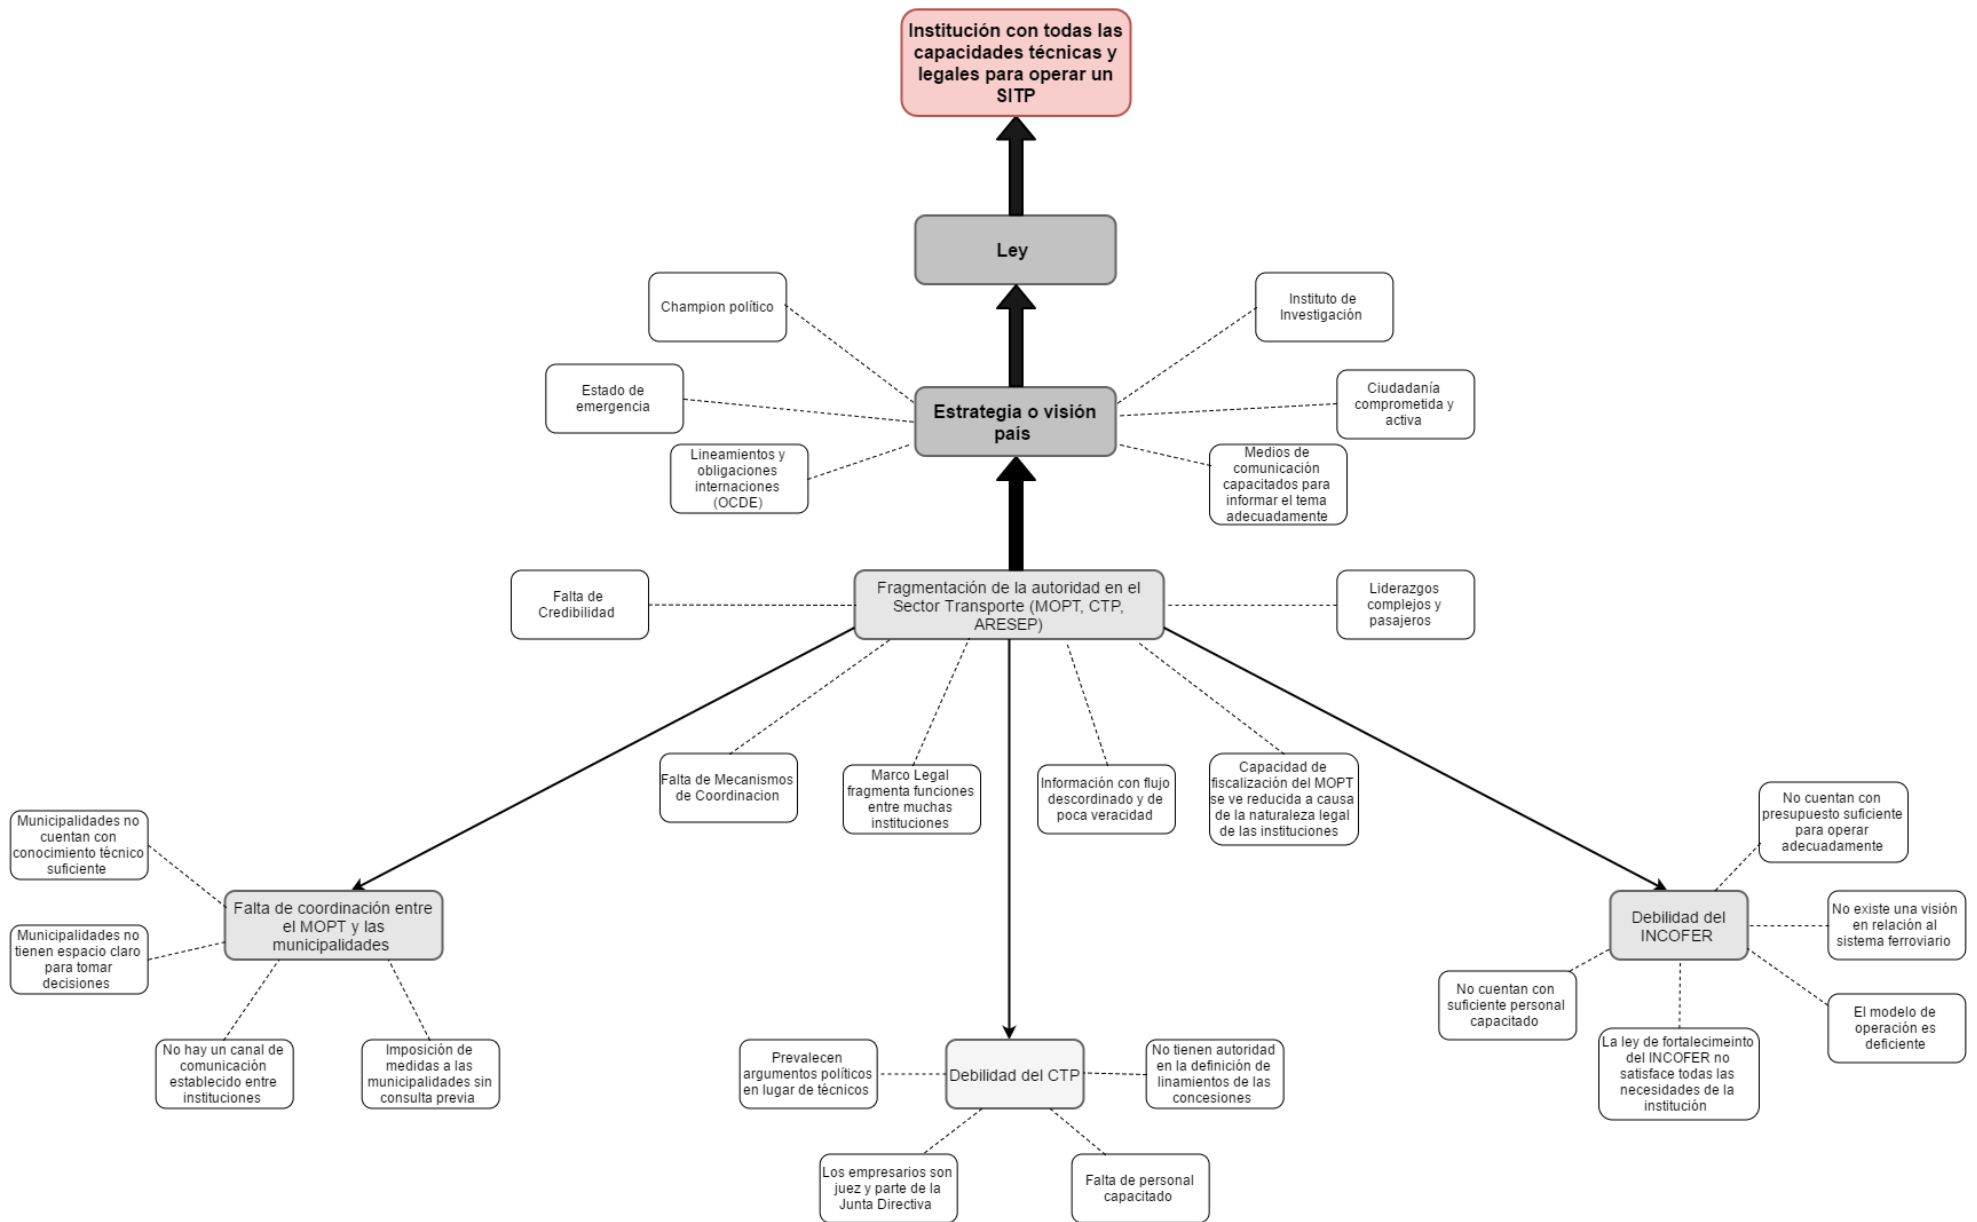 Institución con todas las
capacidades técnicas y
legales para operar un
SITP
Ley
Champion político
Instituto de
Investigación
Estado de
emergencia
Estrategia o visión
país
Ciudadanía
comprometida y
activa
Lineamientos y
obligaciones
internaciones
(OCDE)
Medios de
comunicación
capacitados para
informar el tema
adecuadamente
Falta de
Credibilidad
Fragmentación de la autoridad en el
Sector Transporte (MOPT, CTP,
ARESEP)
Liderazgos
complejos y
pasajeros
Falta de Mecanismos
de Coordinacion
Marco Legal
fragmenta funciones
entre muchas
instituciones
Información con flujo
descordinado y de
poca veracidad
Capacidad de
fiscalización del MOPT
se ve reducida a causa
de la naturaleza legal
de las instituciones
Municipalidades no
cuentan con
conocimiento técnico
suficiente
Falta de coordinación entre
el MOPT y las
municipalidades
Municipalidades no
tienen espacio claro
para tomar
decisiones
No hay un canal de
comunicación
establecido entre
instituciones
Imposición de
medidas a las
municipalidades sin
consulta previa
Prevalecen
argumentos políticos
en lugar de técnicos
Debilidad del CTP
No tienen autoridad
en la definición de
linamientos de las
concesiones
Los empresarios son
juez y parte de la
Junta Directiva
Falta de personal
capacitado
No cuentan con
presupuesto suficiente
para operar
adecuadamente
Debilidad del
INCOFER
No existe una visión
en relación al
sistema ferroviario
No cuentan con
suficiente personal
capacitado
La ley de fortalecimeinto
del INCOFER no
satisface todas las
necesidades de la
institución
El modelo de
operación es
deficiente